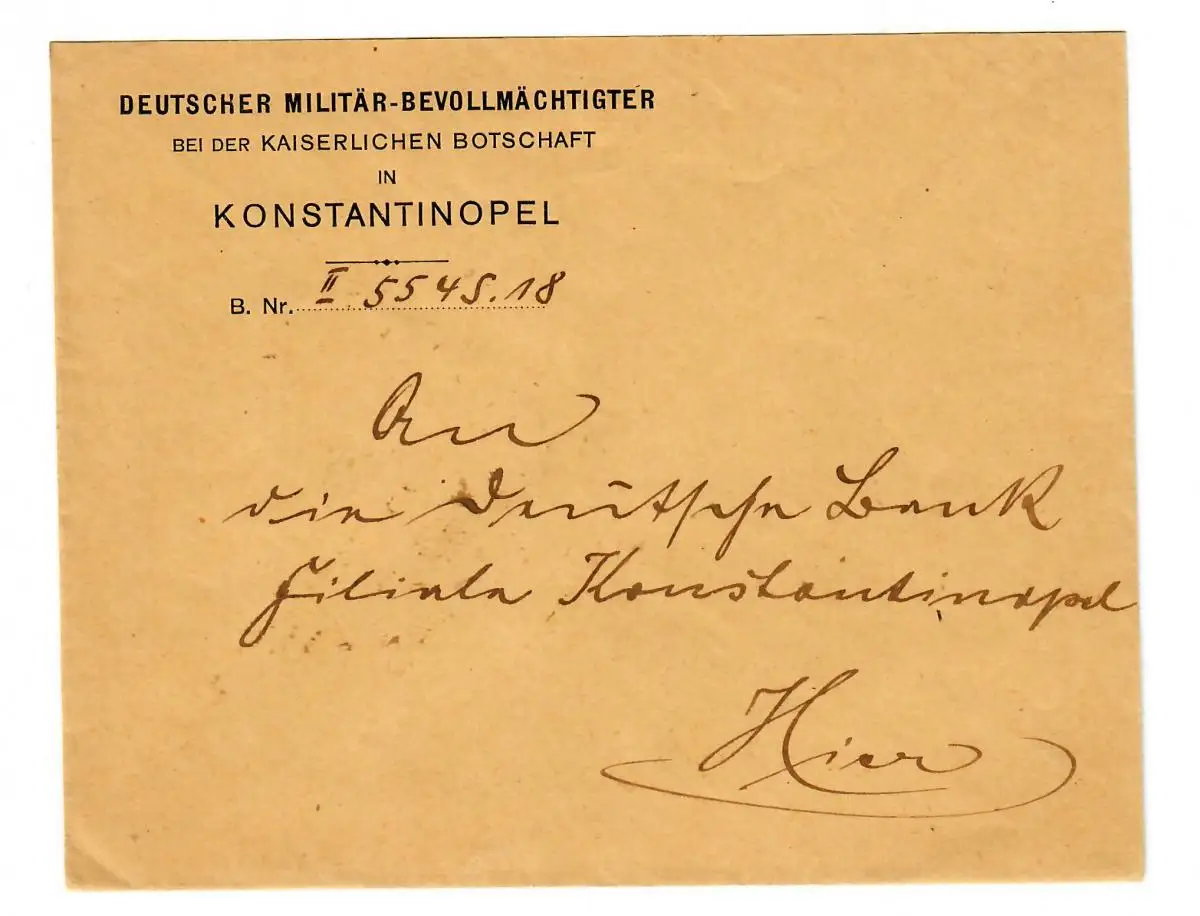 DEUTSCHER MILITÄR-BEVOLLMÄCHTIGTER
BEI DER KAISERLICHEN BOTSCHAFT
IN
KONSTANTINOPEL
B. Nr. II 5545.18
An
die Deutsche Bank
Filiale Konstantinopel
Hier